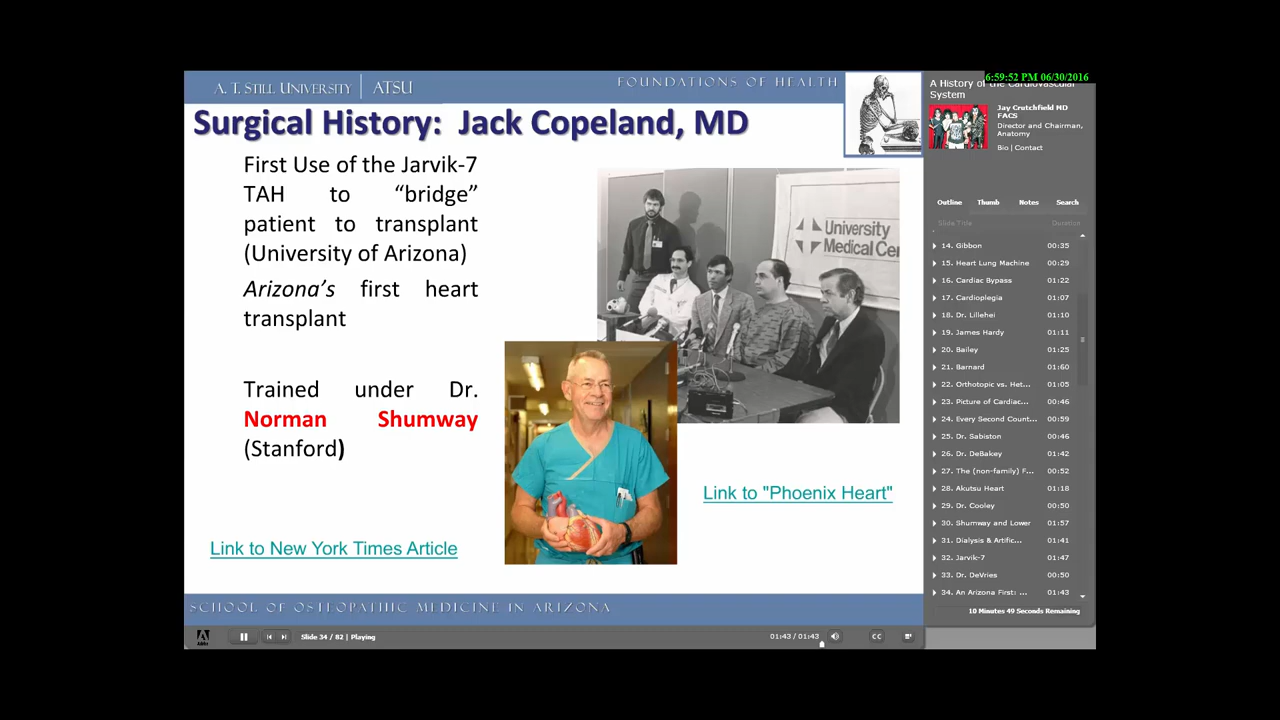 6:59:52 PM 06/30/2016
A. T. STILL UNIVERSITY | ATSU
FOUNDATIONS OF HEALTH
Surgical History: Jack Copeland, MD
First Use of the Jarvik-7
TAH to “bridge”
patient to transplant
(University of Arizona)
Arizona’s first heart
transplant
Trained under Dr.
Norman Shumway
(Stanford)
University
Medical Cen
Link to "Phoenix Heart"
Link to New York Times Article
SCHOOL OF OSTEOPATHIC MEDICINE IN ARIZONA
Slide 34 / 82 | Playing
01:43 / 01:43
CC
A History of the Cardiovascular
System
Jay Crutchfield MD
FACS
Director and Chairman,
Anatomy
Bio | Contact
Outline Thumb Notes Search
Slide Title Duration
14. Gibbon 00:35
15. Heart Lung Machine 00:29
16. Cardiac Bypass 01:22
17. Cardioplegia 01:07
18. Dr. Lillehei 01:10
19. James Hardy 01:11
20. Bailey 01:25
21. Barnard 01:60
22. Orthotopic vs. Het... 01:05
23. Picture of Cardiac... 00:46
24. Every Second Count... 00:59
25. Dr. Sabiston 00:46
26. Dr. DeBakey 01:42
27. The (non-family) F... 00:52
28. Akutsu Heart 01:18
29. Dr. Cooley 00:50
30. Shumway and Lower 01:57
31. Dialysis & Artific... 01:41
32. Jarvik-7 01:47
33. Dr. DeVries 00:50
34. An Arizona First: ... 01:43
10 Minutes 49 Seconds Remaining